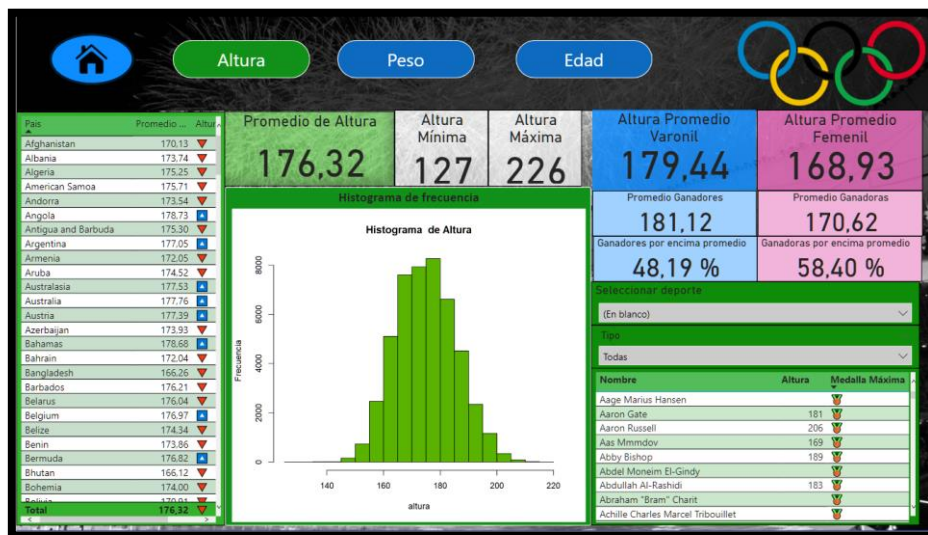 Altura
Peso
Edad
País Promedio ... Altur
Afghanistan 170,13
Albania 173,74
Algeria 175,25
American Samoa 175,71
Andorra 173,54
Angola 178,73
Antigua and Barbuda 175,30
Argentina 177,05
Armenia 172,05
Aruba 174,52
Australasia 177,53
Australia 177,76
Austria 177,39
Azerbaijan 173,93
Bahamas 178,68
Bahrain 172,04
Bangladesh 166,26
Barbados 176,21
Belarus 176,04
Belgium 176,97
Belize 174,34
Benin 173,86
Bermuda 176,82
Bhutan 166,12
Bohemia 174,00
Bolivia 170,91
Total 176,32
Promedio de Altura
176,32
Altura
Mínima
127
Altura
Máxima
226
Histograma de frecuencia
Histograma de Altura
Frecuencia
8000
6000
4000
2000
0
140 160 180 200 220
altura
Altura Promedio
Varonil
179,44
Altura Promedio
Femenil
168,93
Promedio Ganadores
181,12
Promedio Ganadoras
170,62
Ganadores por encima promedio
48,19 %
Ganadoras por encima promedio
58,40 %
Seleccionar deporte
(En blanco)
Tipo
Todas
Nombre Altura Medalla Máxima
Aage Marius Hansen
Aaron Gate 181
Aaron Russell 206
Aas Mmmdov 169
Abby Bishop 189
Abdel Moneim El-Gindy
Abdullah Al-Rashidi 183
Abraham "Bram" Charit
Achille Charles Marcel Tribouillet